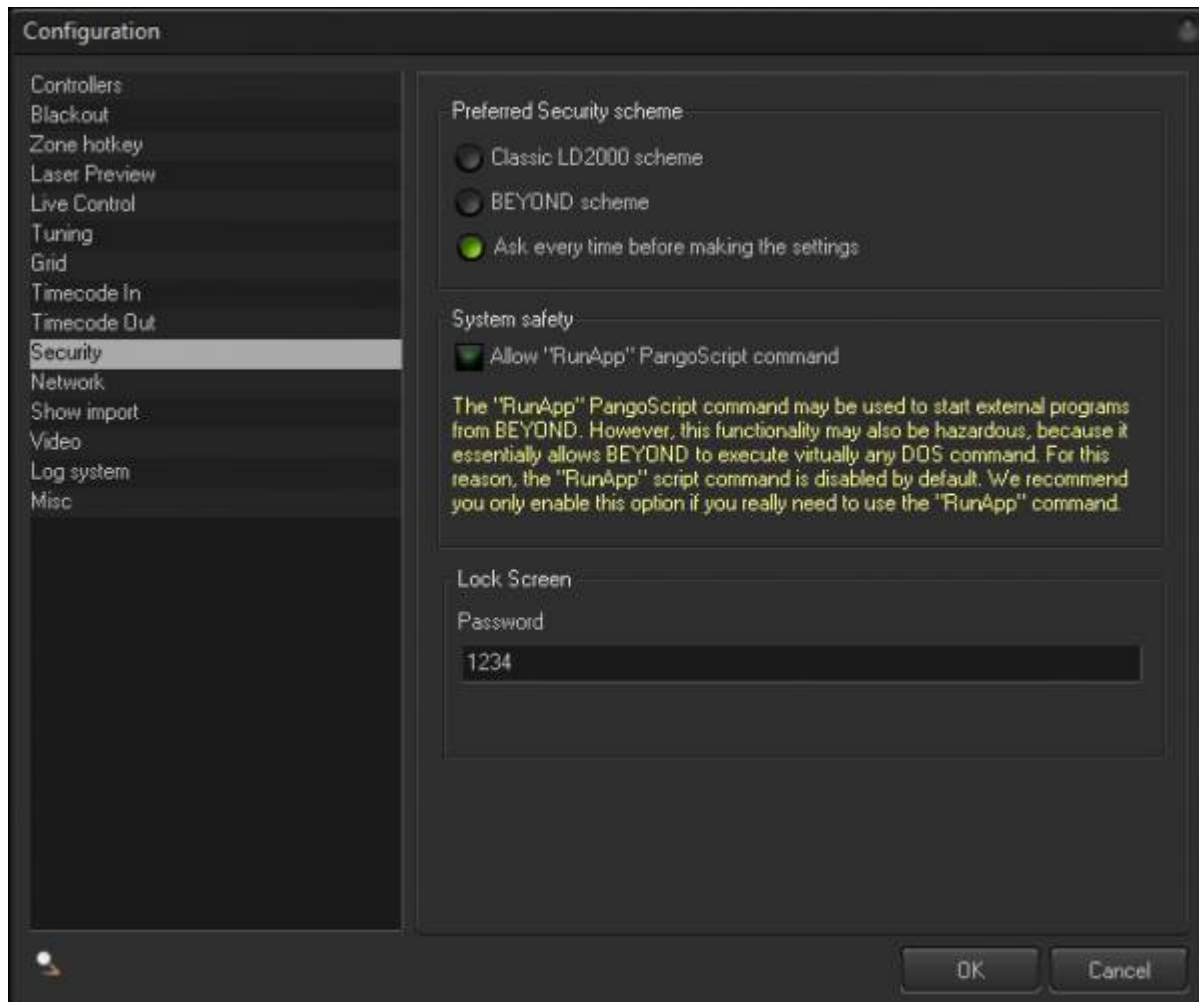 Configuration
Controllers
Blackout
Zone hotkey
Laser Preview
Live Control
Tuning
Grid
Timecode In
Timecode Out
Security
Network
Show import
Video
Log system
Misc
Preferred Security scheme
Classic LD2000 scheme
BEYOND scheme
Ask every time before making the settings
System safety
Allow "RunApp" PangoScript command
The "RunApp" PangoScript command may be used to start external programs
from BEYOND. However, this functionality may also be hazardous, because it
essentially allows BEYOND to execute virtually any DOS command. For this
reason, the "RunApp" script command is disabled by default. We recommend
you only enable this option if you really need to use the "RunApp" command.
Lock Screen
Password
1234
OK
Cancel